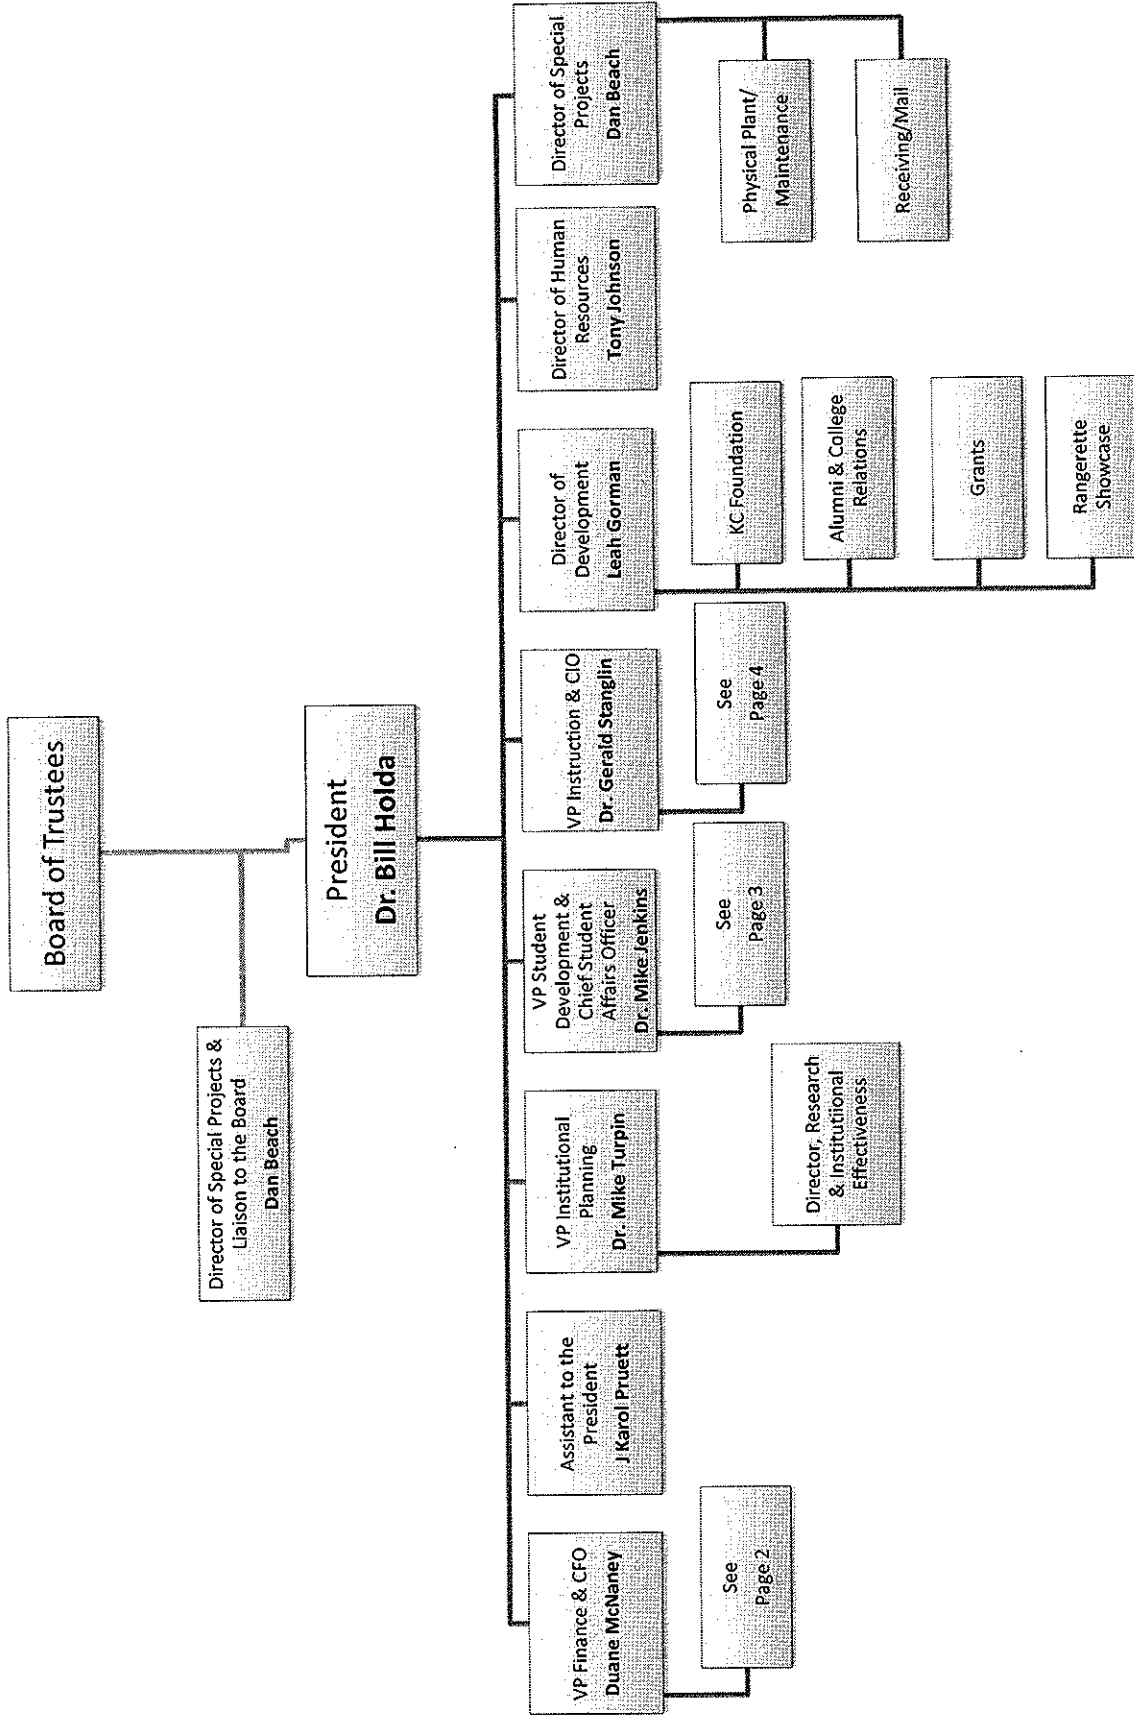 Board of Trustees
Director of Special Projects &
Liaison to the Board
Dan Beach
President
Dr. Bill Holda
VP Finance & CFO
Duane McNaney
See
Page 2
Assistant to the
President
J Karol Pruett
VP Institutional
Planning
Dr. Mike Turpin
Director, Research
& Institutiional
Effectiveness
VP Student
Development &
Chief Student
Affairs Officer
Dr. Mike Jenkins
See
Page 3
VP Instruction & CIO
Dr. Gerald Stanglin
See
Page 4
Director of
Development
Leah Gorman
KC Foundation
Alumni & College
Relations
Grants
Rangerette
Showcase
Director of Human
Resources
Tony Johnson
Director of Special
Projects
Dan Beach
Physical Plant/
Maintenance
Receiving/Mail